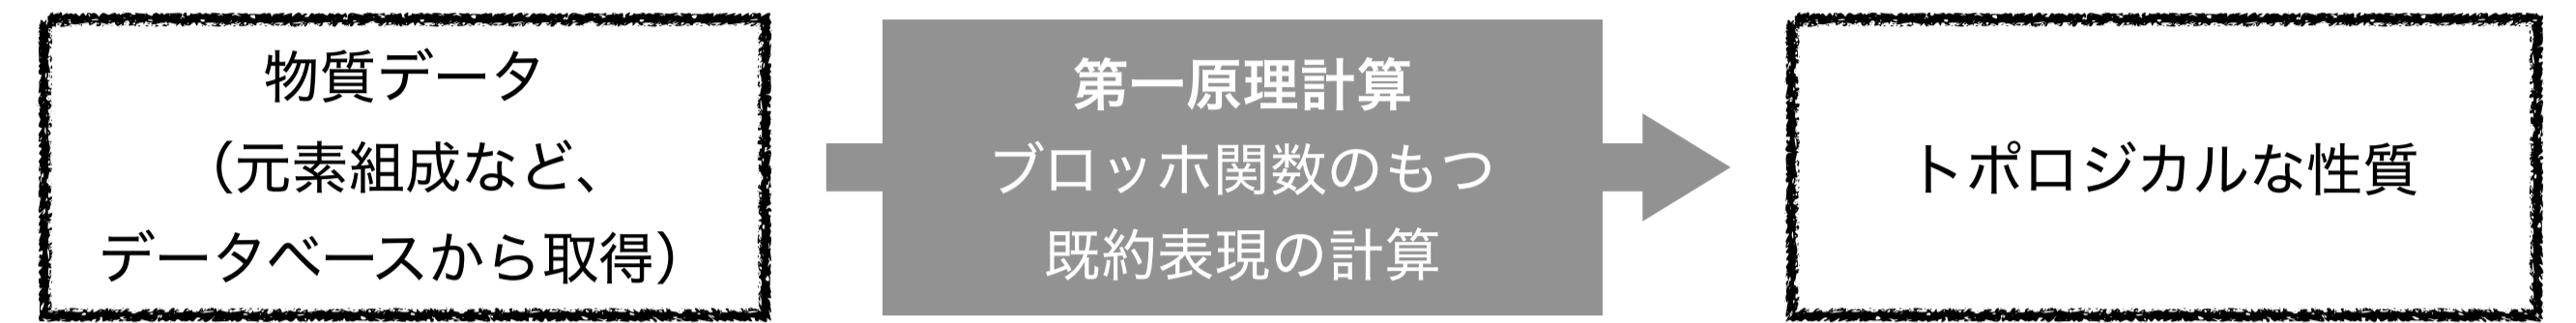 物質データ
（元素組成など、
データベースから取得）
第一原理計算
ブロッホ関数のもつ
既約表現の計算
トポロジカルな性質